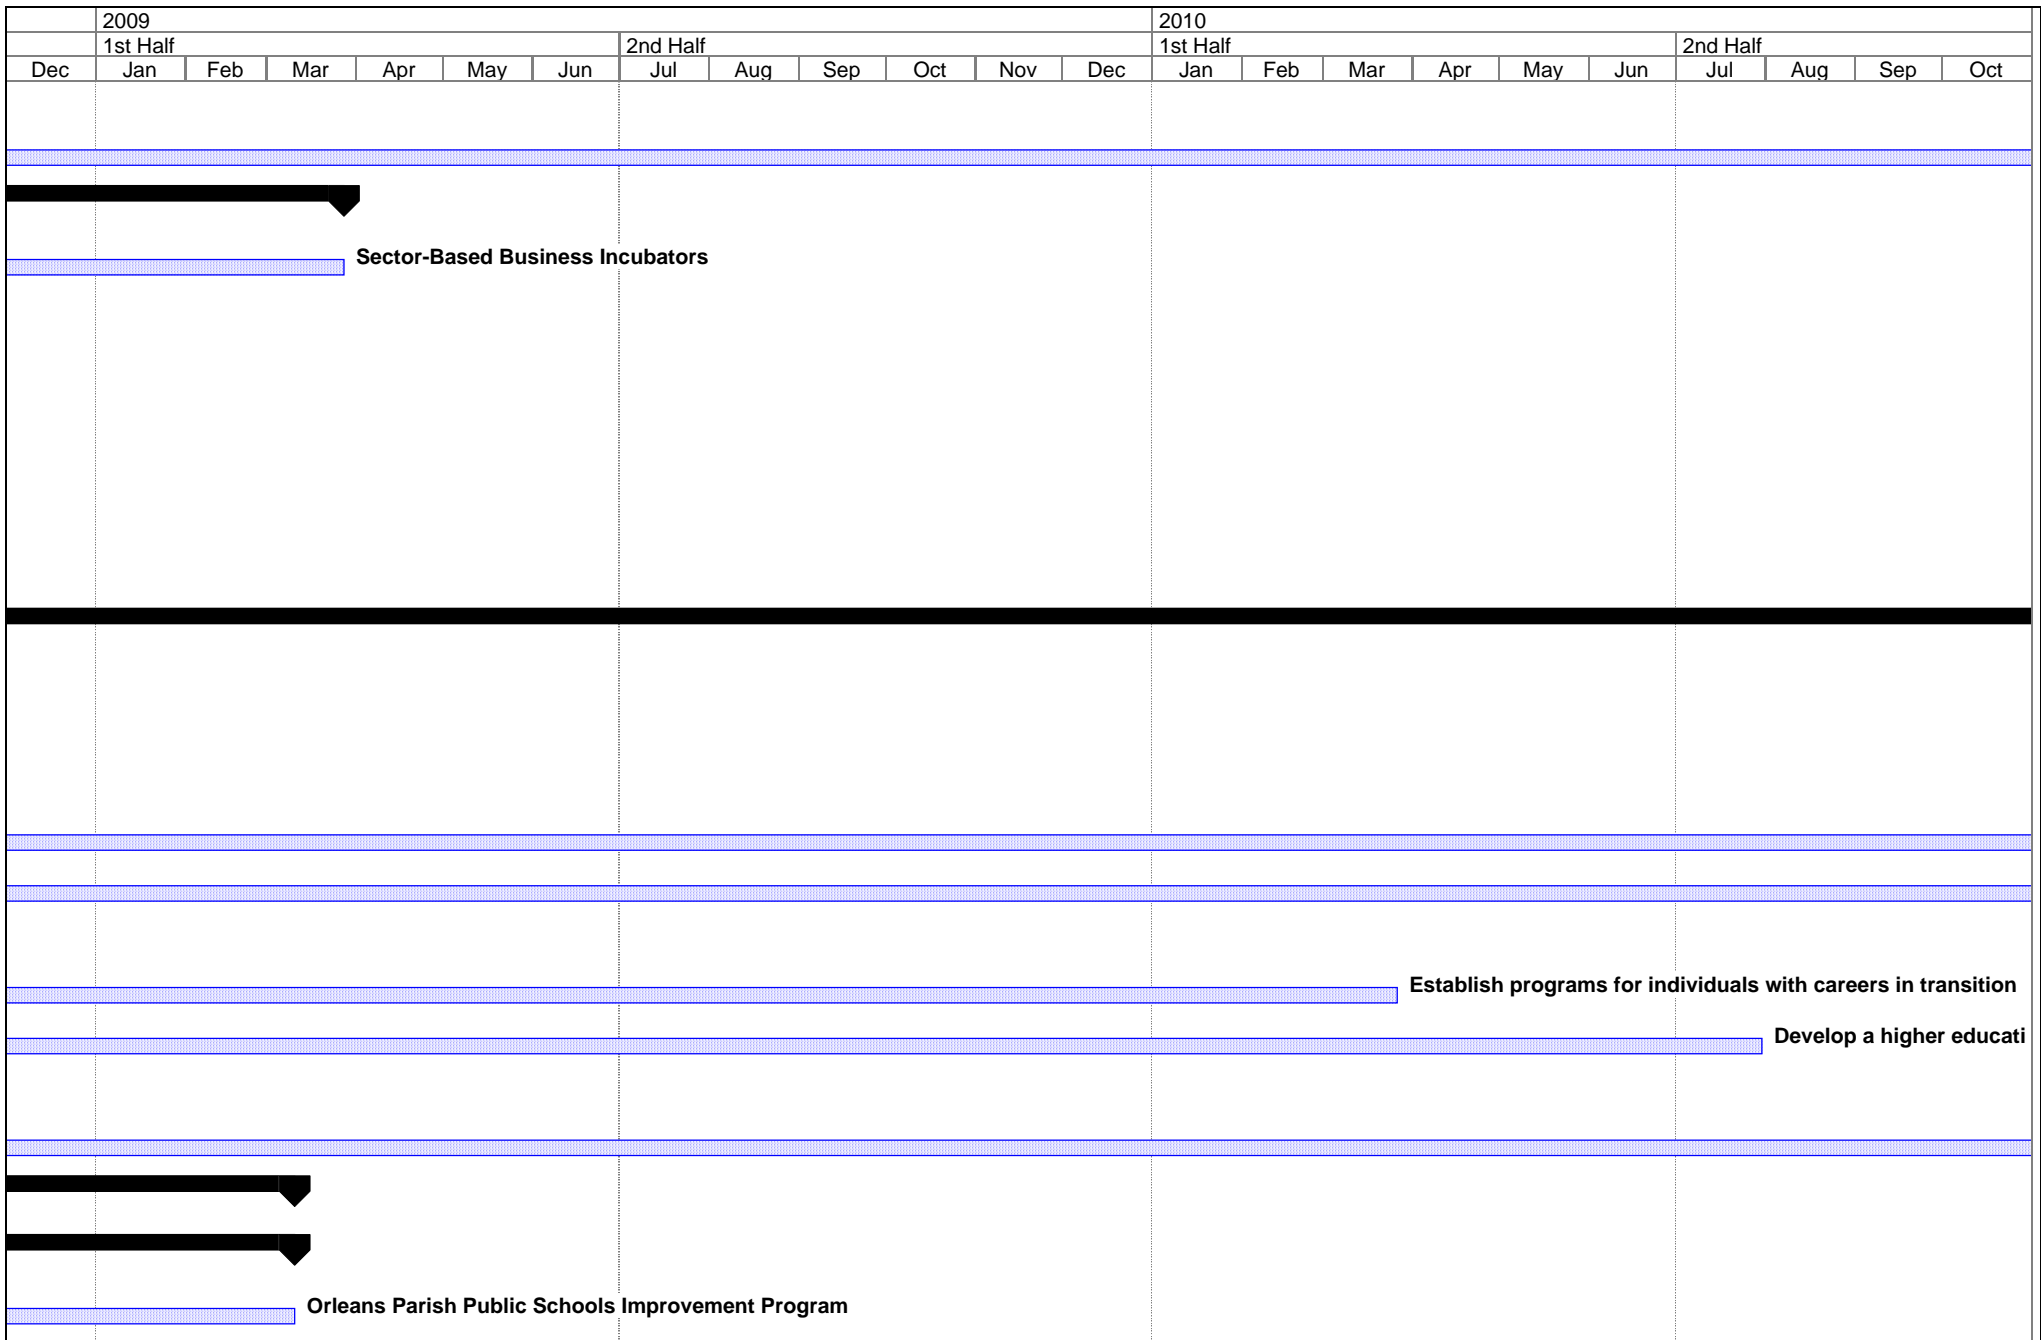 2009 2010
1st Half 2nd Half 1st Half 2nd Half
Dec Jan Feb Mar Apr May Jun Jul Aug Sep Oct Nov Dec Jan Feb Mar Apr May Jun Jul Aug Sep Oct
Sector-Based Business Incubators
Establish programs for individuals with careers in transition
Develop a higher educati
Orleans Parish Public Schools Improvement Program